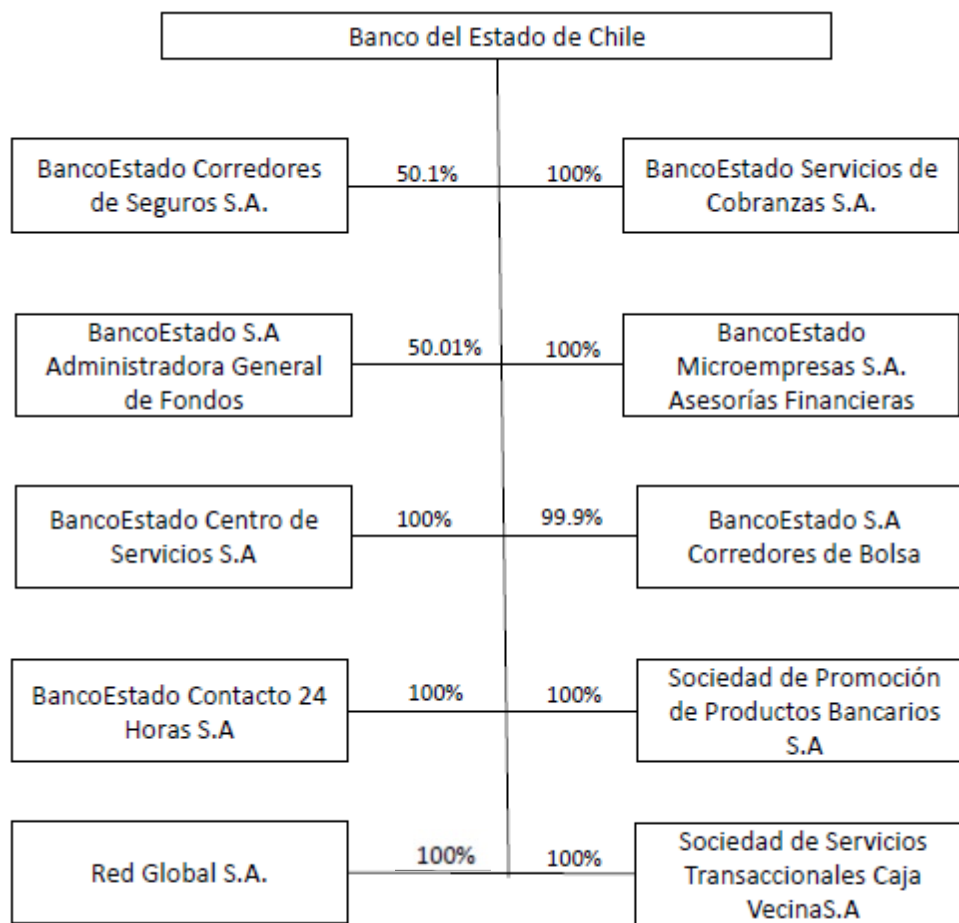 Banco del Estado de Chile
BancoEstado Corredores
de Seguros S.A.
50.1%
100%
BancoEstado Servicios de
Cobranzas S.A.
BancoEstado S.A
Administradora General
de Fondos
50.01%
100%
BancoEstado
Microempresas S.A.
Asesorías Financieras
BancoEstado Centro de
Servicios S.A
100%
99.9%
BancoEstado S.A
Corredores de Bolsa
BancoEstado Contacto 24
Horas S.A
100%
100%
Sociedad de Promoción
de Productos Bancarios
S.A
Red Global S.A.
100%
100%
Sociedad de Servicios
Transaccionales Caja
VecinaS.A